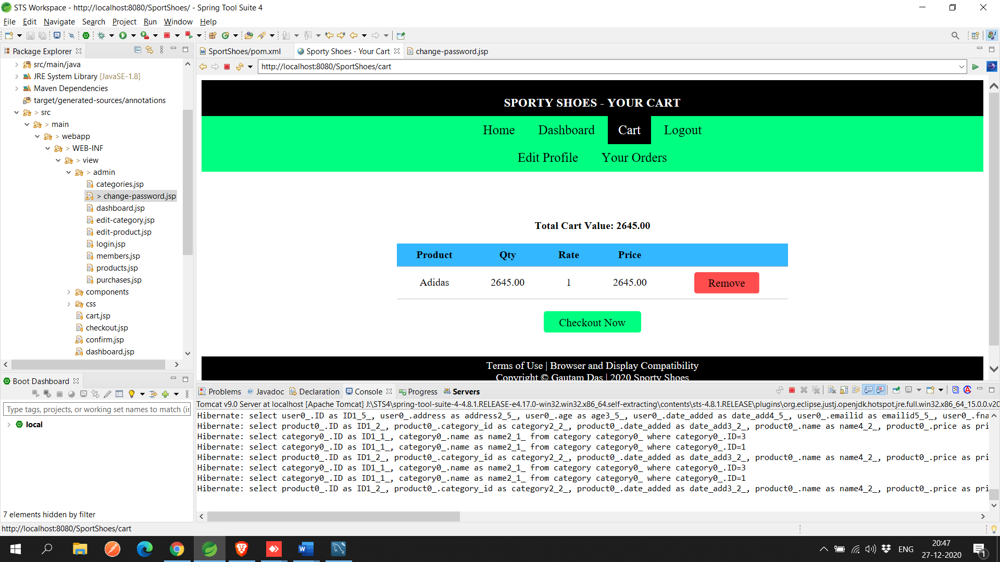 STS Workspace - http://localhost:8080/SportShoes/ - Spring Tool Suite 4
File Edit Navigate Search Project Run Window Help
Package Explorer
src/main/java
JRE System Library [JavaSE-1.8]
Maven Dependencies
target/generated-sources/annotations
> src
> main
> webapp
> WEB-INF
> view
> admin
categories.jsp
> change-password.jsp
dashboard.jsp
edit-category.jsp
edit-product.jsp
login.jsp
members.jsp
products.jsp
purchases.jsp
components
css
cart.jsp
checkout.jsp
confirm.jsp
dashboard.jsp
Boot Dashboard
Type tags, projects, or working set names to match (in
local
7 elements hidden by filter
SportShoes/pom.xml Sporty Shoes - Your Cart change-password.jsp
http://localhost:8080/SportShoes/cart
SPORTY SHOES - YOUR CART
Home Dashboard Cart Logout
Edit Profile Your Orders
Total Cart Value: 2645.00
Product Qty Rate Price
Adidas 2645.00 1 2645.00 Remove
Checkout Now
Terms of Use | Browser and Display Compatibility
Copyright © Gautam Das | 2020 Sporty Shoes
Problems @ Javadoc Declaration Console Progress Servers
Tomcat v9.0 Server at localhost [Apache Tomcat] J:\STS4\spring-tool-suite-4-4.8.1.RELEASE-e4.17.0-win32.win32.x86_64.self-extracting\contents\sts-4.8.1.RELEASE\plugins\org.eclipse.justj.openjdk.hotspot.jre.full.win32.x86_64_15.0.0.v20
Hibernate: select user0_.ID as ID1_5_, user0_.address as address2_5_, user0_.age as age3_5_, user0_.date_added as date_add4_5_, user0_.emailid as emailid5_5_, user0_.fna
Hibernate: select product0_.ID as ID1_2_, product0_.category_id as category2_2_, product0_.date_added as date_add3_2_, product0_.name as name4_2_, product0_.price as pri
Hibernate: select category0_.ID as ID1_1_, category0_.name as name2_1_ from category category0_ where category0_.ID=3
Hibernate: select category0_.ID as ID1_1_, category0_.name as name2_1_ from category category0_ where category0_.ID=1
Hibernate: select product0_.ID as ID1_2_, product0_.category_id as category2_2_, product0_.date_added as date_add3_2_, product0_.name as name4_2_, product0_.price as pri
Hibernate: select category0_.ID as ID1_1_, category0_.name as name2_1_ from category category0_ where category0_.ID=3
Hibernate: select category0_.ID as ID1_1_, category0_.name as name2_1_ from category category0_ where category0_.ID=1
Hibernate: select product0_.ID as ID1_2_, product0_.category_id as category2_2_, product0_.date_added as date_add3_2_, product0_.name as name4_2_, product0_.price as pri
http://localhost:8080/SportShoes/cart
ENG
20:47
27-12-2020
1